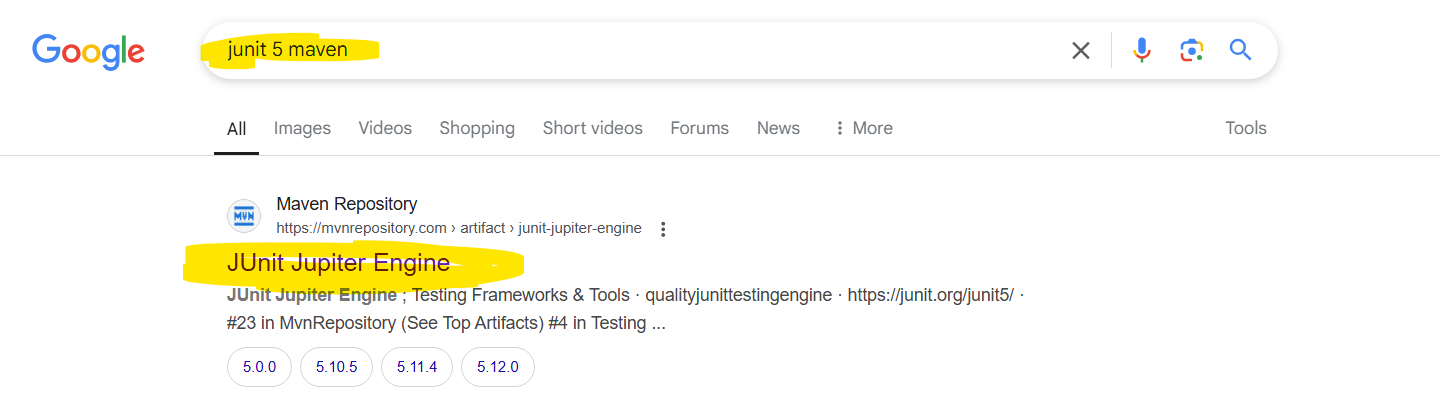 Google
junit 5 maven
All Images Videos Shopping Short videos Forums News More Tools
MVN
Maven Repository
https://mvnrepository.com › artifact › junit-jupiter-engine
JUnit Jupiter Engine
JUnit Jupiter Engine ; Testing Frameworks & Tools · qualityjunittestingengine · https://junit.org/junit5/ ·
#23 in MvnRepository (See Top Artifacts) #4 in Testing ...
5.0.0 5.10.5 5.11.4 5.12.0